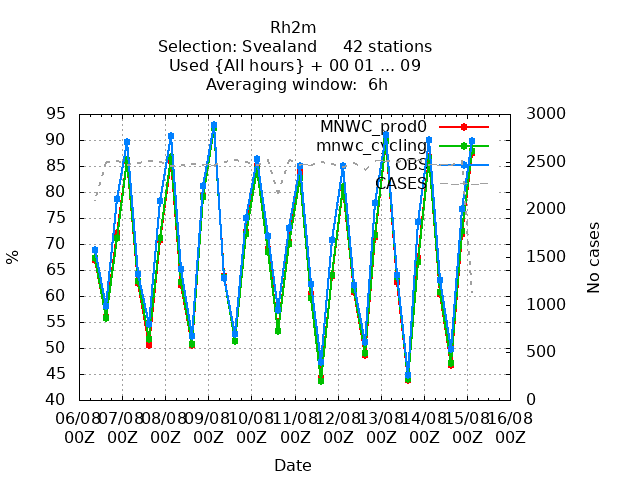 Rh2m
Selection: Svealand     42 stations
Used {All hours} + 00 01 ... 09
Averaging window:  6h
95 3000
MNWC_prod0
90
mnwc_cycling
85 2500
OBS
CASES
80
75 2000
70
65 1500
60
55 1000
50
45 500
40 0
%
No cases
06/08 07/08 08/08 09/08 10/08 11/08 12/08 13/08 14/08 15/08 16/08
00Z 00Z 00Z 00Z 00Z 00Z 00Z 00Z 00Z 00Z 00Z
Date